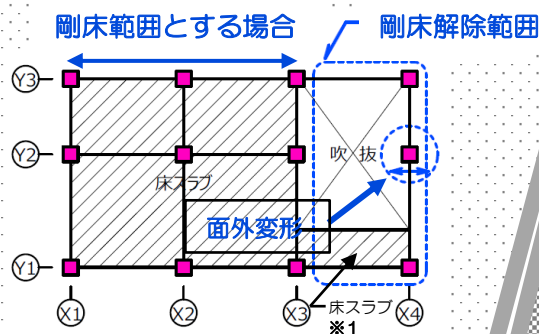 剛床範囲とする場合
剛床解除範囲
Y3
Y2
吹 抜
床スラブ
面外変形
Y1
X1
X2
X3
床スラブ
X4
※1